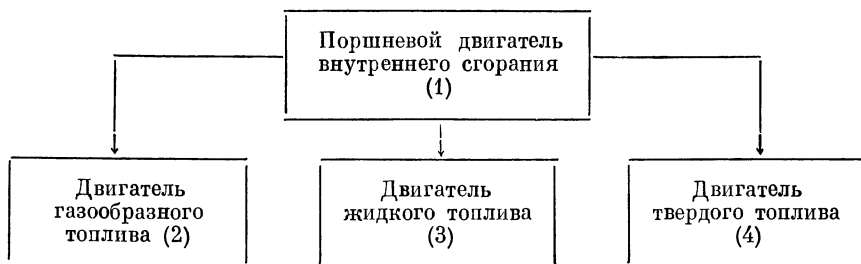 Поршневой двигатель
внутреннего сгорания
(1)
Двигатель
газообразного
топлива (2)
Двигатель
жидкого топлива
(3)
Двигатель
твердого топлива
(4)